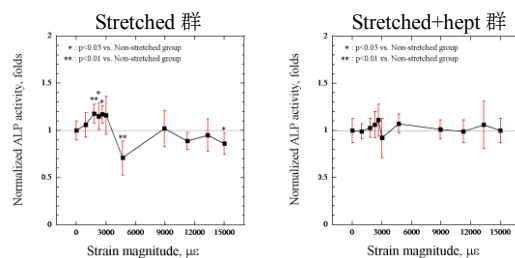 Stretched 群
Normalized ALP activity, folds
2
1.5
1
0.5
0
* : p<0.05 vs. Non-stretched group
** : p<0.01 vs. Non-stretched group
*
**
*
**
*
0 3000 6000 9000 12000 15000
Strain magnitude, με
Stretched+hept 群
Normalized ALP activity, folds
2
1.5
1
0.5
0
* : p<0.05 vs. Non-stretched group
** : p<0.01 vs. Non-stretched group
0 3000 6000 9000 12000 15000
Strain magnitude, με